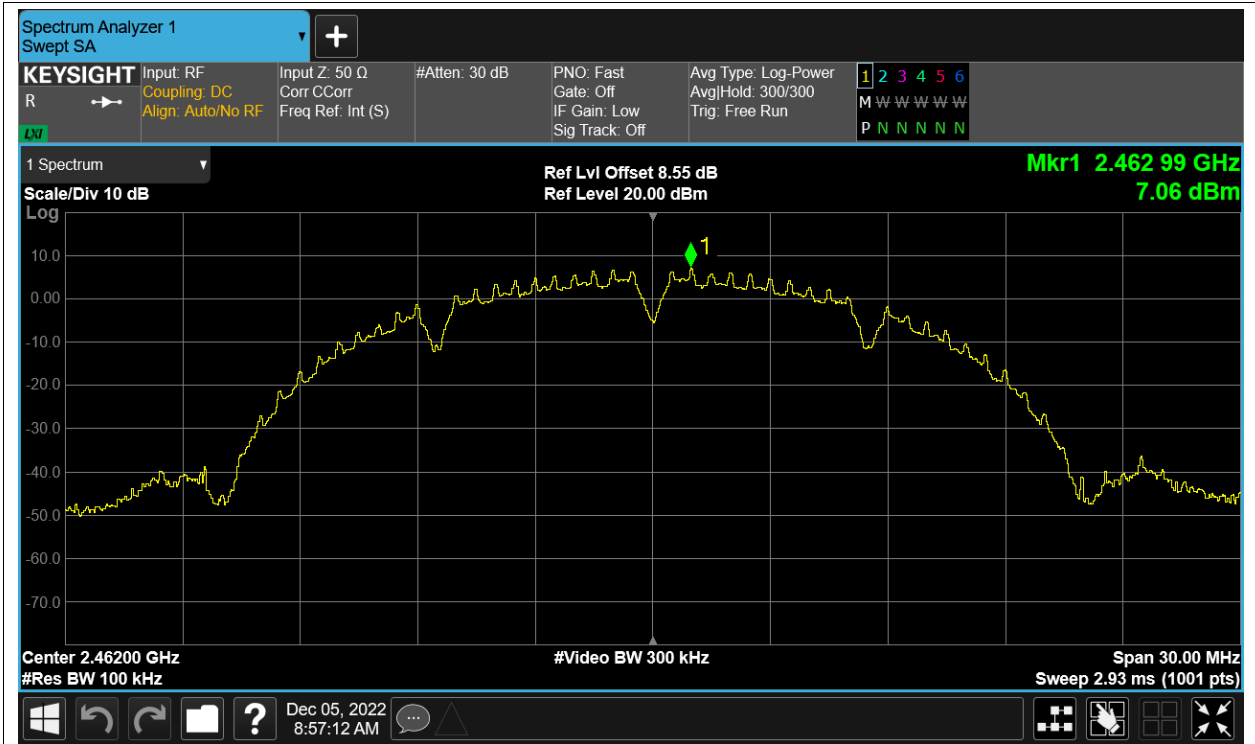 Spectrum Analyzer 1
Swept SA
KEYSIGHT
R
LXI
Input: RF
Coupling: DC
Align: Auto/No RF
Input Z: 50 Ω
Corr CCorr
Freq Ref: Int (S)
#Atten: 30 dB
PNO: Fast
Gate: Off
IF Gain: Low
Sig Track: Off
Avg Type: Log-Power
Avg|Hold: 300/300
Trig: Free Run
1 2 3 4 5 6
M W W W W W
P N N N N N
1 Spectrum
Scale/Div 10 dB
Log
Ref Lvl Offset 8.55 dB
Ref Level 20.00 dBm
Mkr1 2.462 99 GHz
7.06 dBm
1
10.0
0.00
-10.0
-20.0
-30.0
-40.0
-50.0
-60.0
-70.0
Center 2.46200 GHz
#Video BW 300 kHz
Span 30.00 MHz
#Res BW 100 kHz
Sweep 2.93 ms (1001 pts)
?
Dec 05, 2022
8:57:12 AM